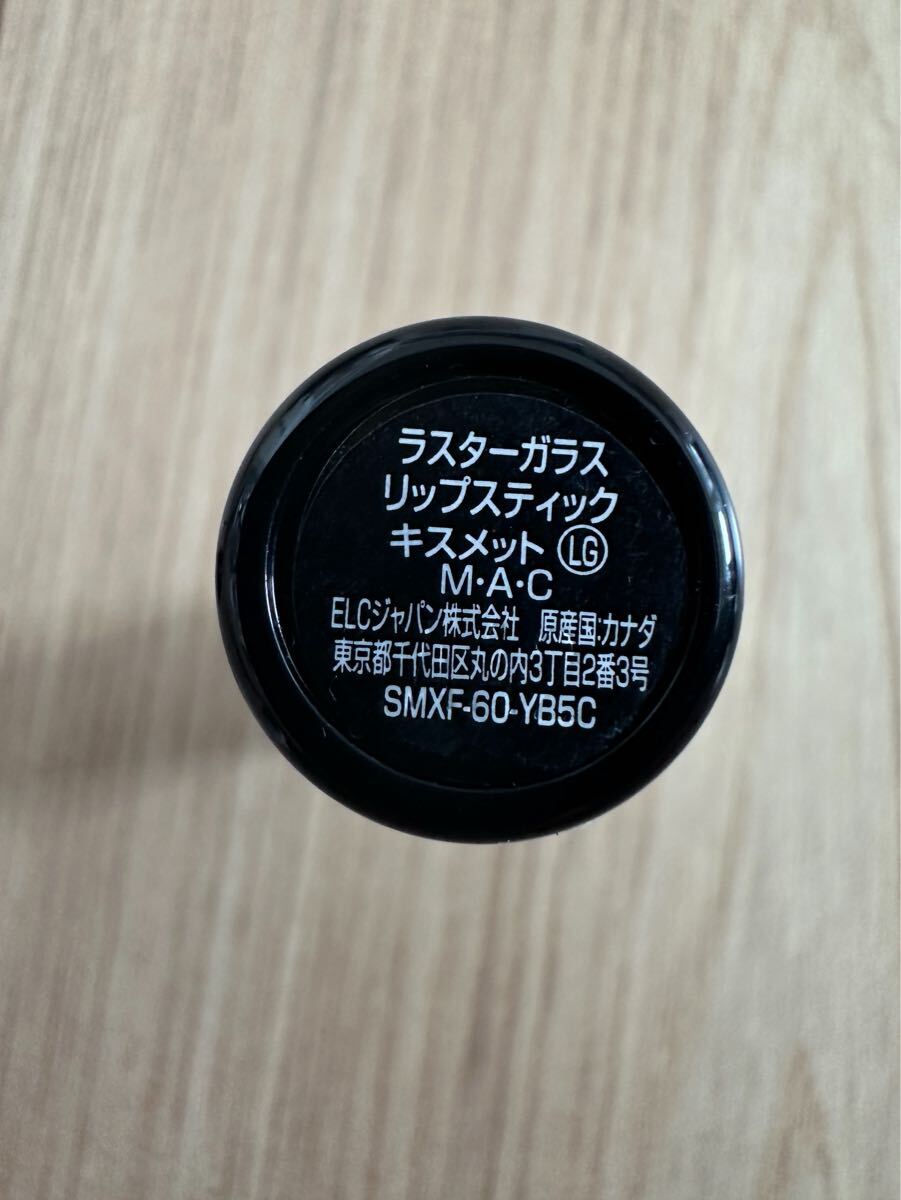 ラスターガラス
リップスティック
キスメット LG
M・A・C
ELCジャパン株式会社 原産国:カナダ
東京都千代田区丸の内3丁目2番3号
SMXF-60-YB5C